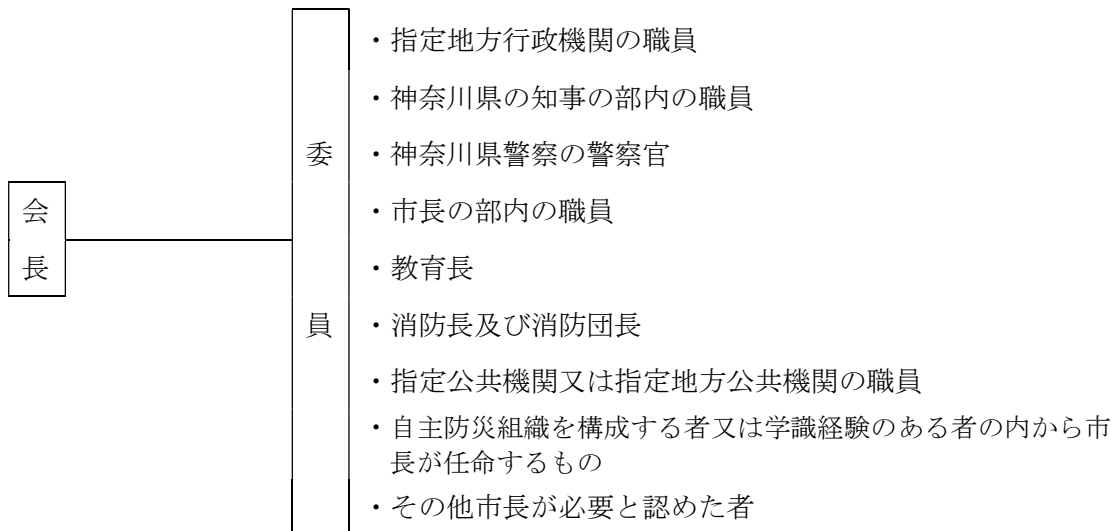 会
長
委
員
・指定地方行政機関の職員
・神奈川県の知事の部内の職員
・神奈川県警察の警察官
・市長の部内の職員
・教育長
・消防長及び消防団長
・指定公共機関又は指定地方公共機関の職員
・自主防災組織を構成する者又は学識経験のある者の内から市
長が任命するもの
・その他市長が必要と認めた者